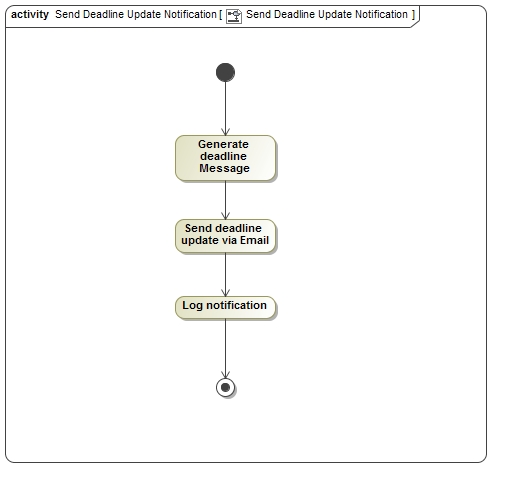 activity Send Deadline Update Notification [ Send Deadline Update Notification ]
Generate
deadline
Message
Send deadline
update via Email
Log notification